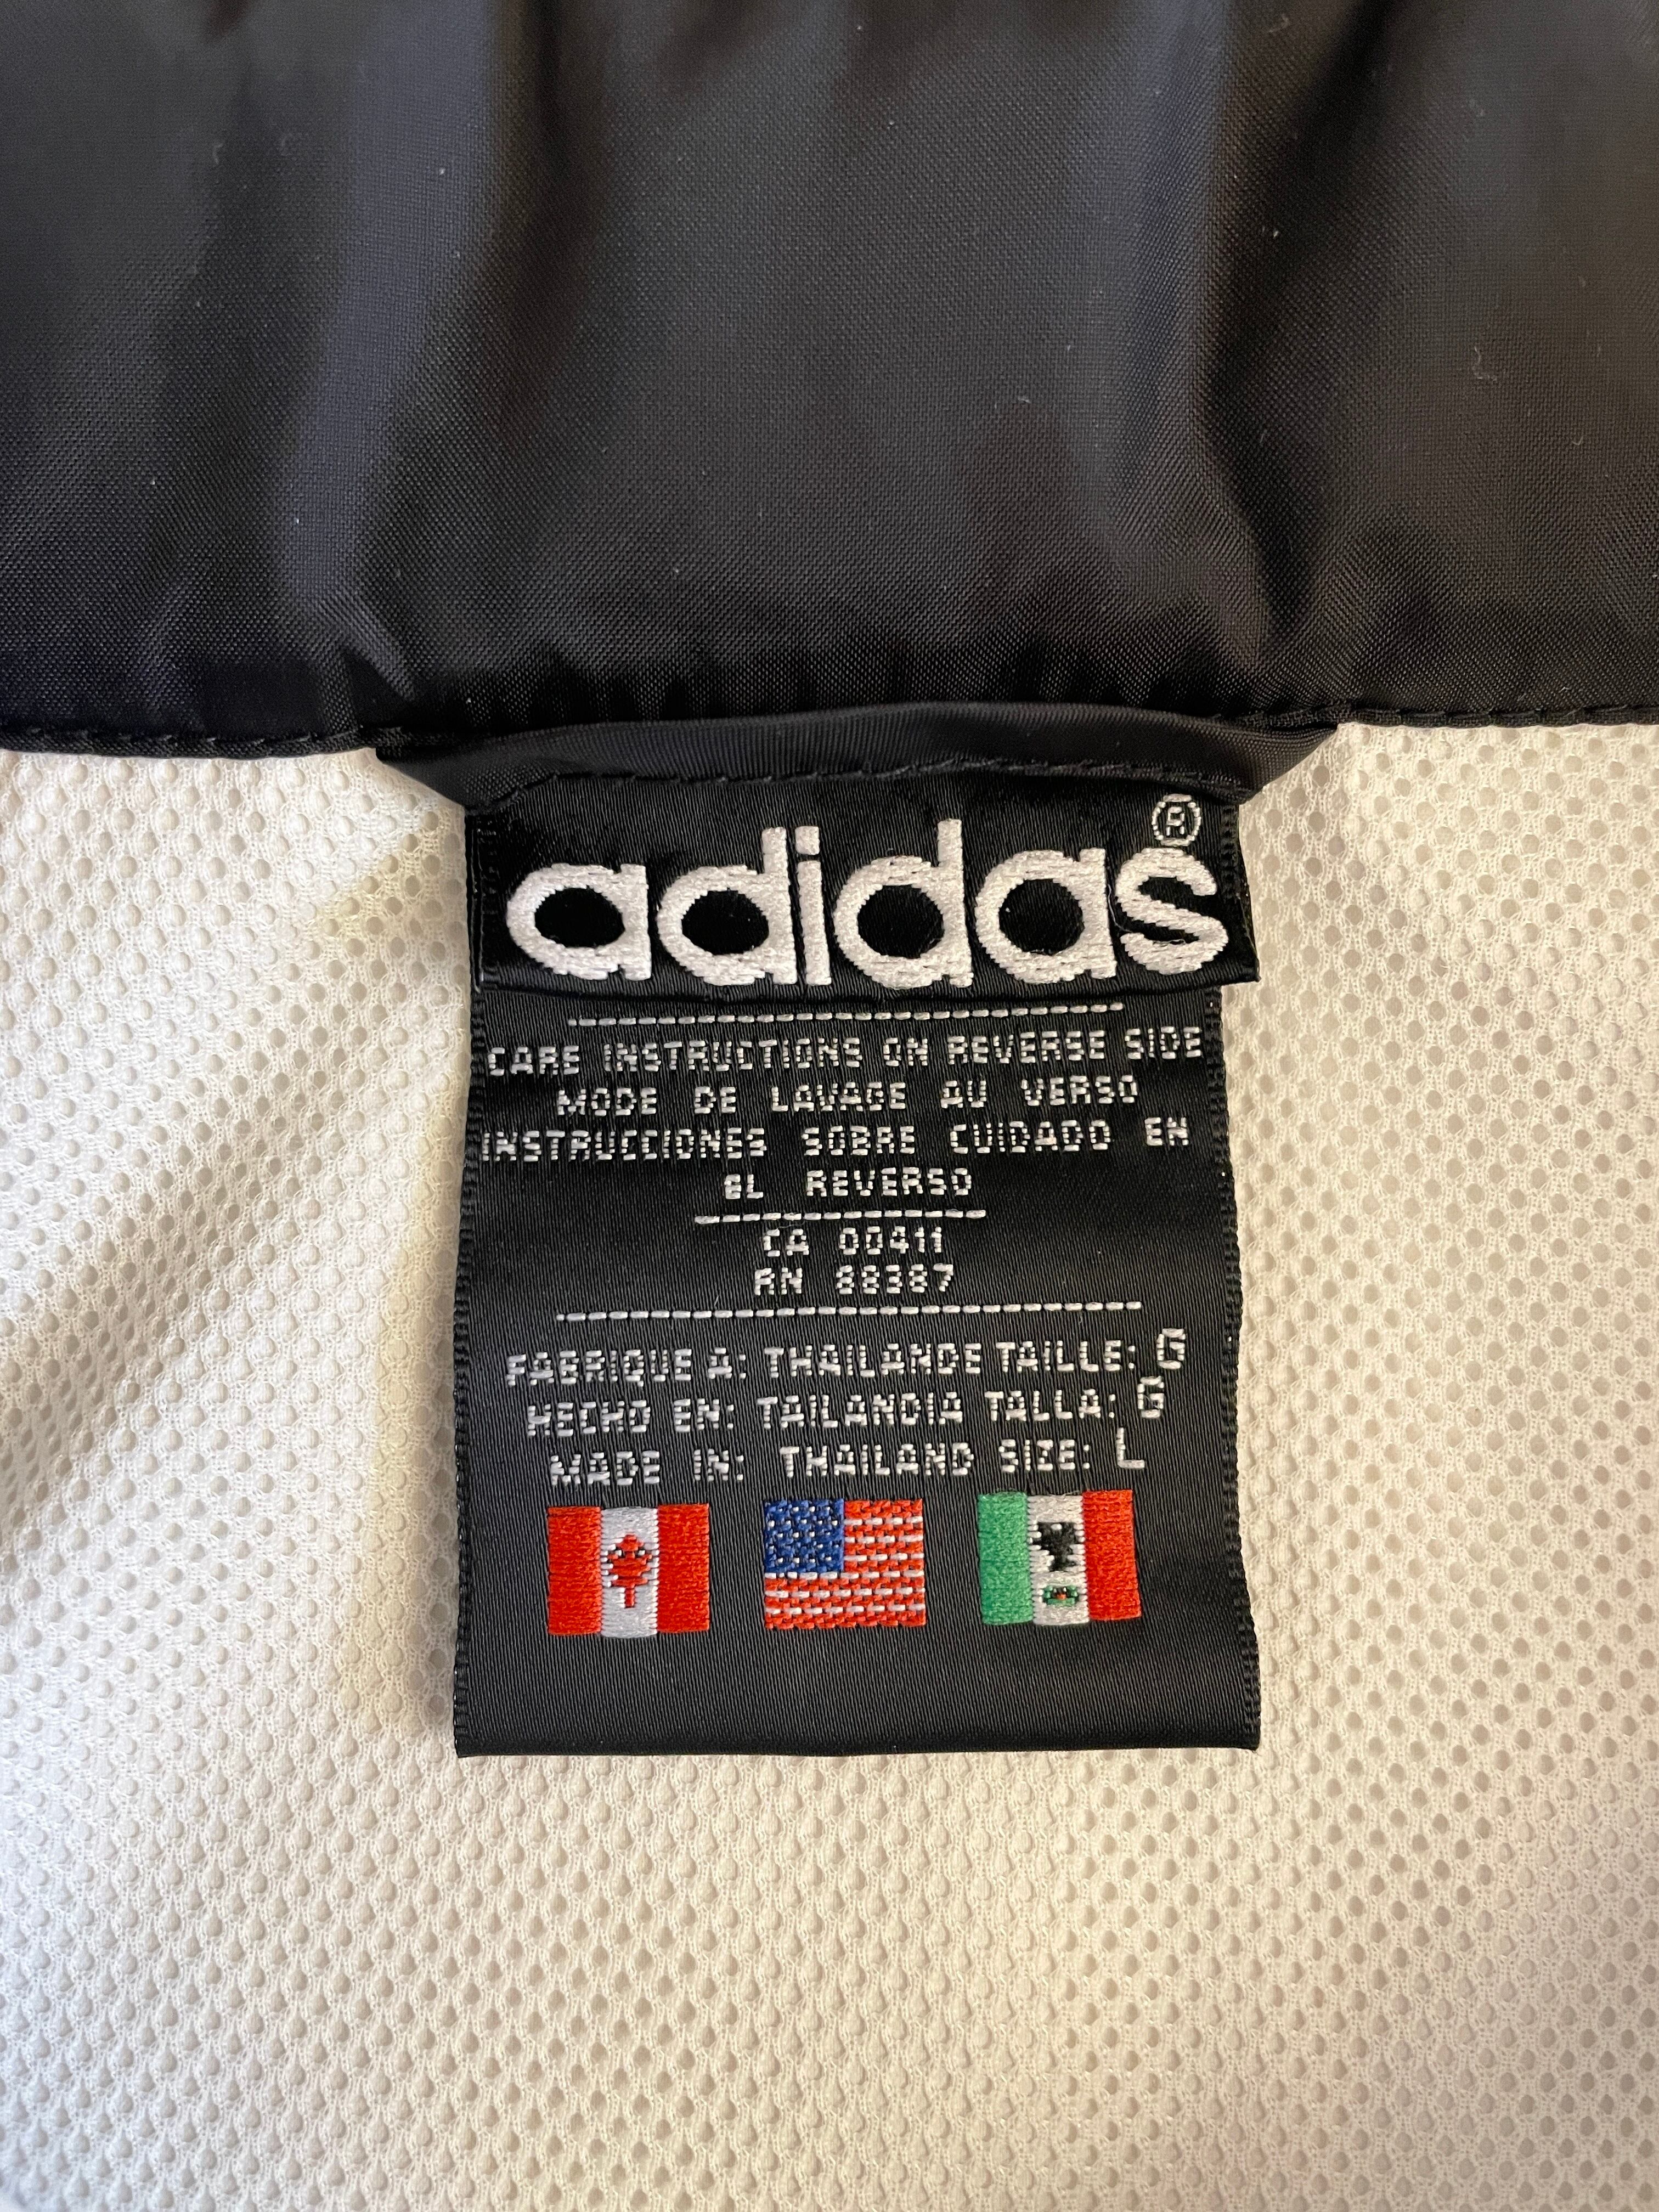 adidas®
CARE INSTRUCTIONS ON REVERSE SIDE
MODE DE LAVAGE AU VERSO
INSTRUCCIONES SOBRE CUIDADO EN
EL REVERSO
CA 00411
RN 88387
FABRIQUE A: THAILANDE TAILLE: G
HECHO EN: TAILANDIA TALLA: G
MADE IN: THAILAND SIZE: L